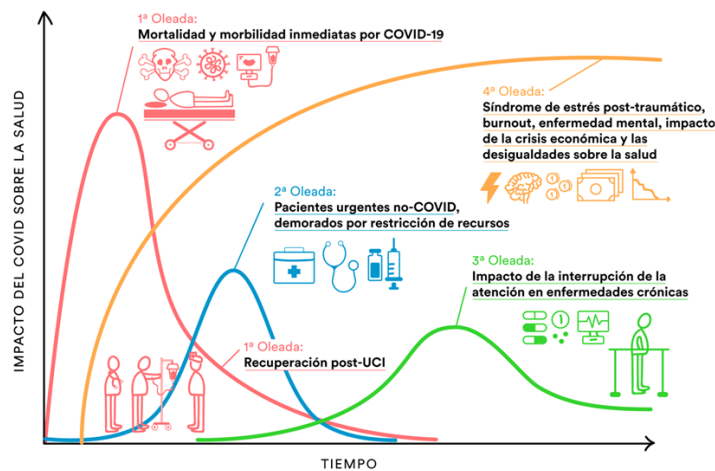 1ª Oleada:
Mortalidad y morbilidad inmediatas por COVID-19
4ª Oleada:
Síndrome de estrés post-traumático,
burnout, enfermedad mental, impacto
de la crisis económica y las
desigualdades sobre la salud
2ª Oleada:
Pacientes urgentes no-COVID,
demorados por restricción de recursos
3ª Oleada:
Impacto de la interrupción de la
atención en enfermedades crónicas
1ª Oleada:
Recuperación post-UCI
IMPACTO DEL COVID SOBRE LA SALUD
TIEMPO